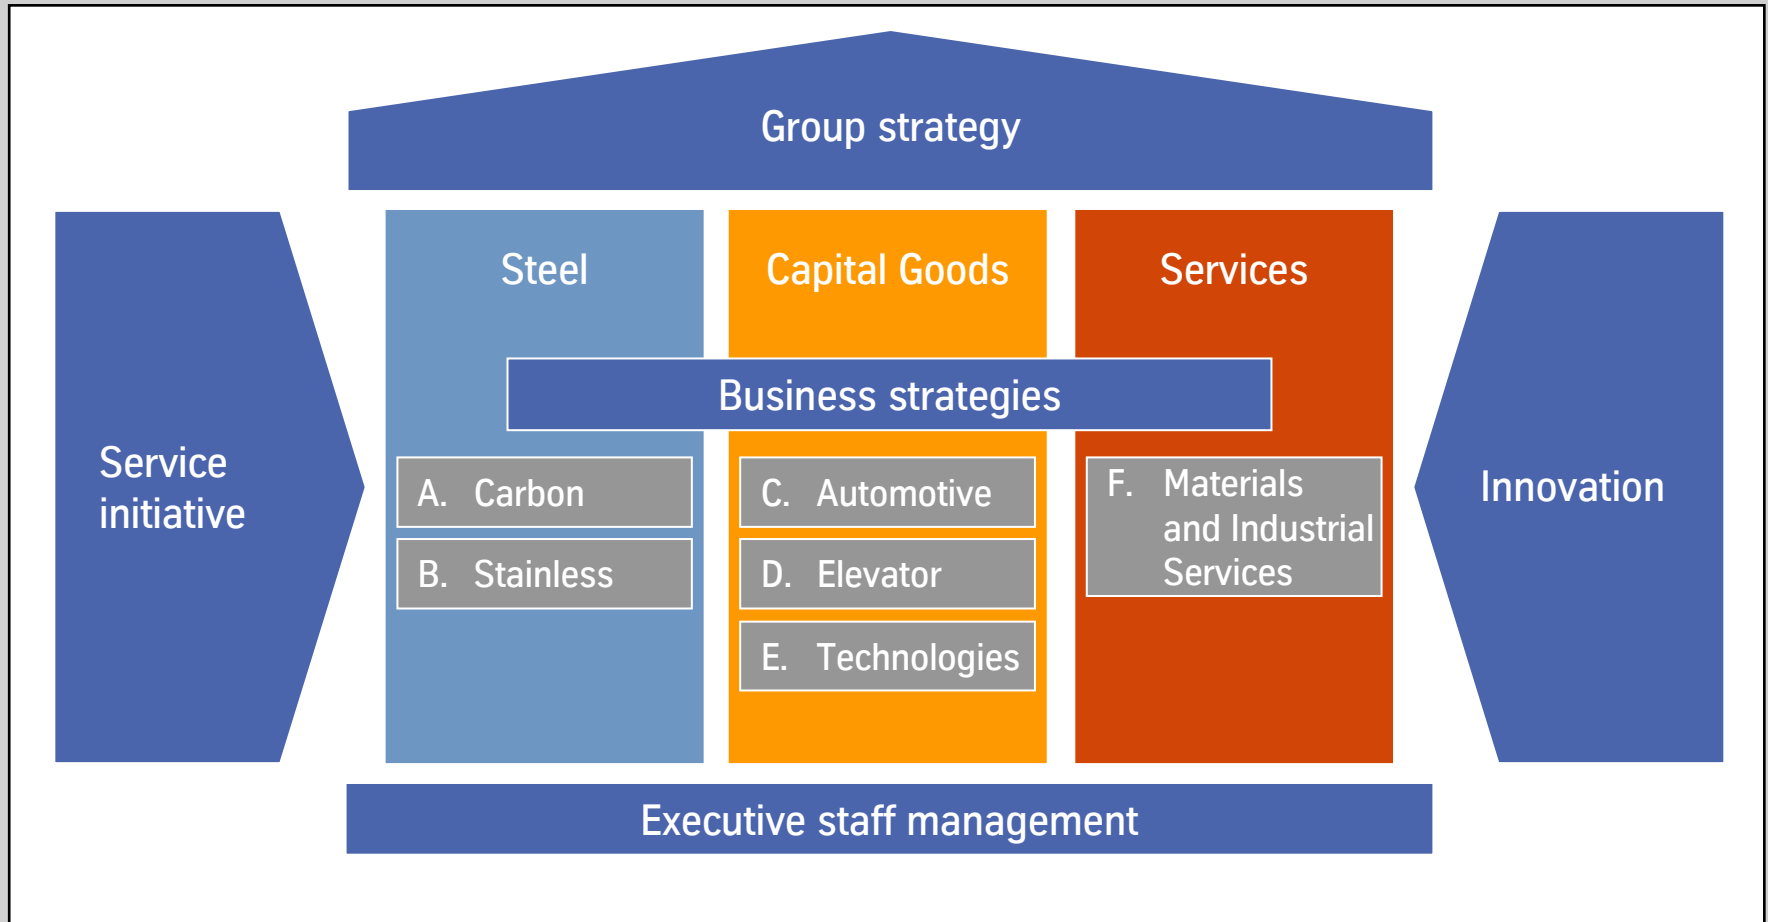 Group strategy
Service
initiative
Steel
Capital Goods
Services
Business strategies
A. Carbon
B. Stainless
C. Automotive
D. Elevator
E. Technologies
F. Materials
and Industrial
Services
Innovation
Executive staff management